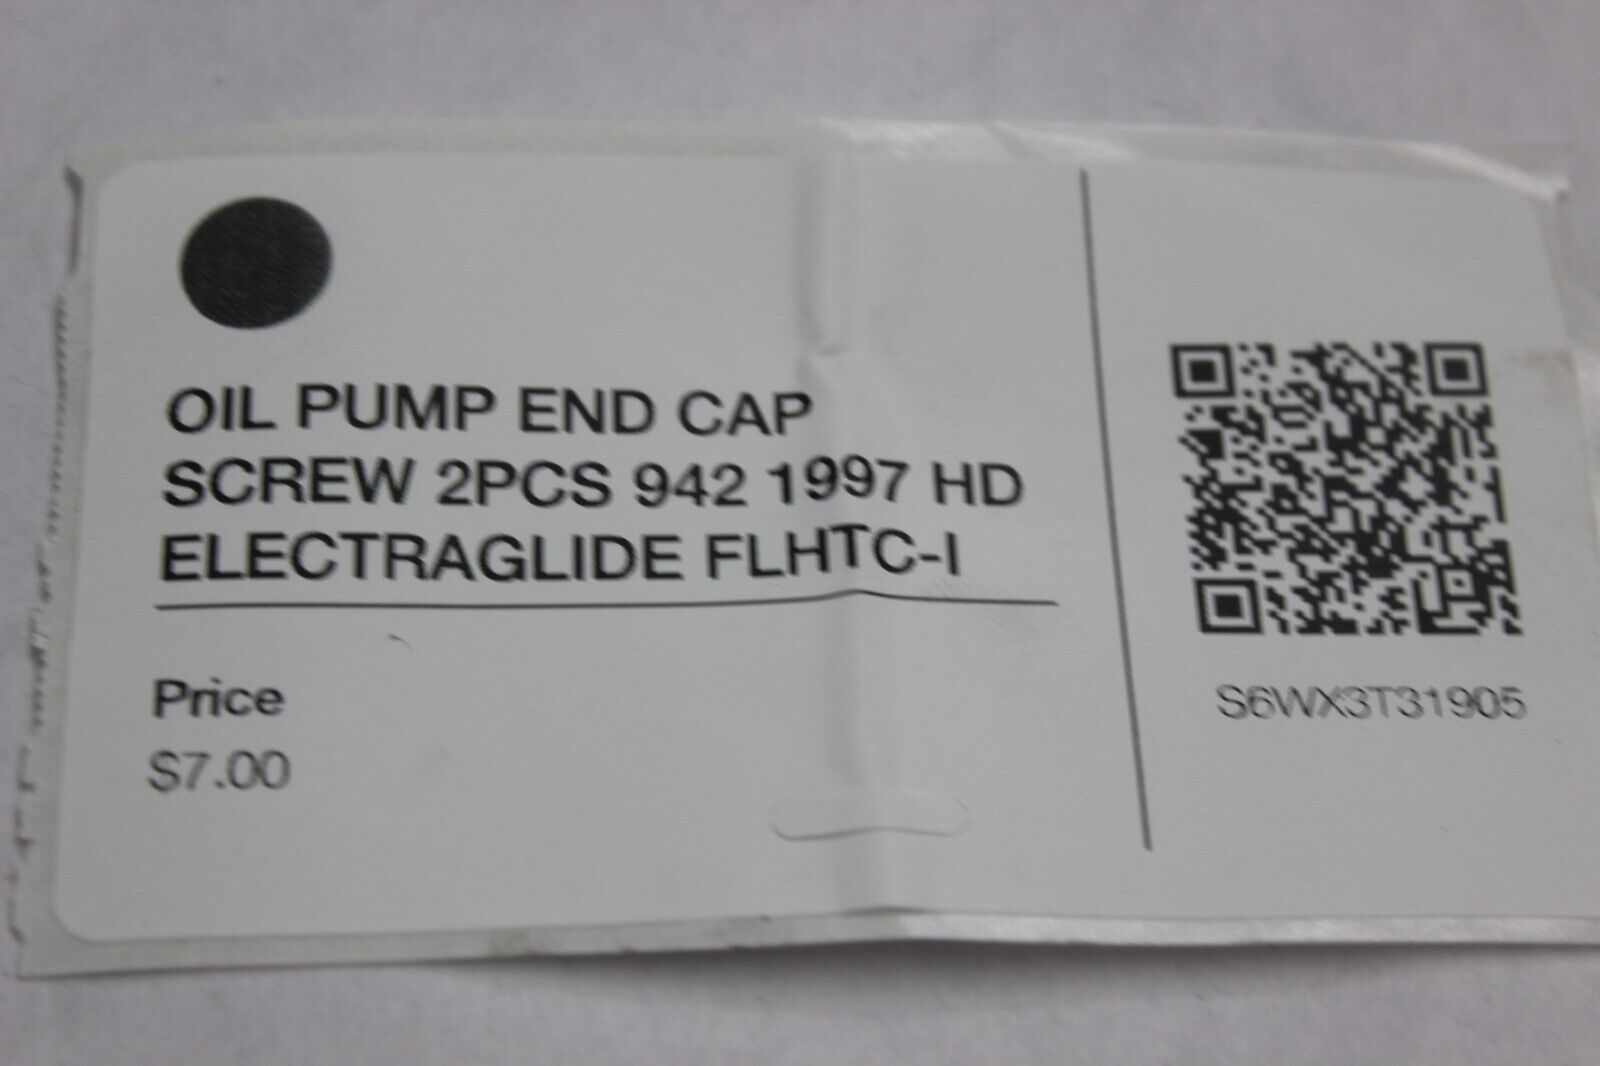 OIL PUMP END CAP
SCREW 2PCS 942 1997 HD
ELECTRAGLIDE FLHTC-I
Price
$7.00
S6WX3T31905